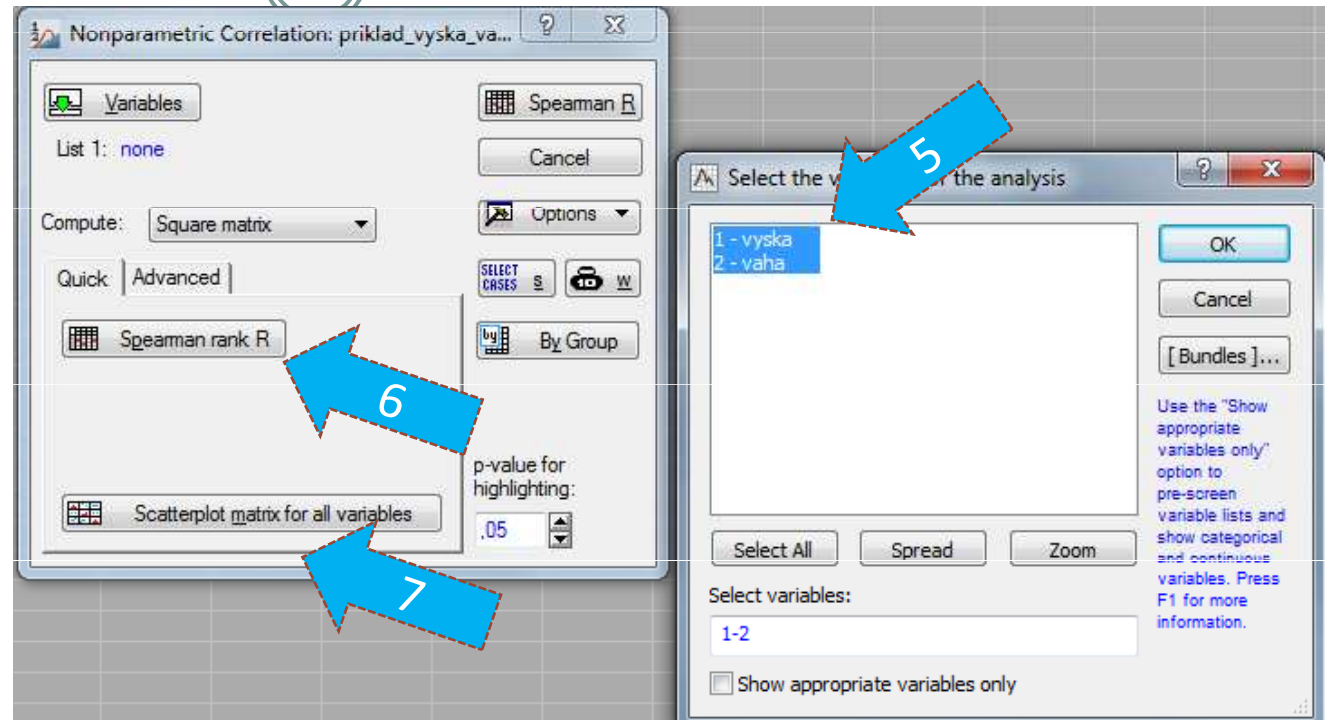 Nonparametric Correlation: priklad_vyska_va...
Variables
Spearman R
List 1: none
Cancel
Compute: Square matrix
Options
Quick Advanced
SELECT CASES S W
Spearman rank R
By Group
6
p-value for
highlighting:
Scatterplot matrix for all variables
.05
7
5
Select the v r the analysis
1 - vyska
2 - vaha
OK
Cancel
[ Bundles ]...
Use the "Show
appropriate
variables only"
option to
pre-screen
variable lists and
show categorical
and continuous
variables. Press
F1 for more
information.
Select All Spread Zoom
Select variables:
1-2
Show appropriate variables only